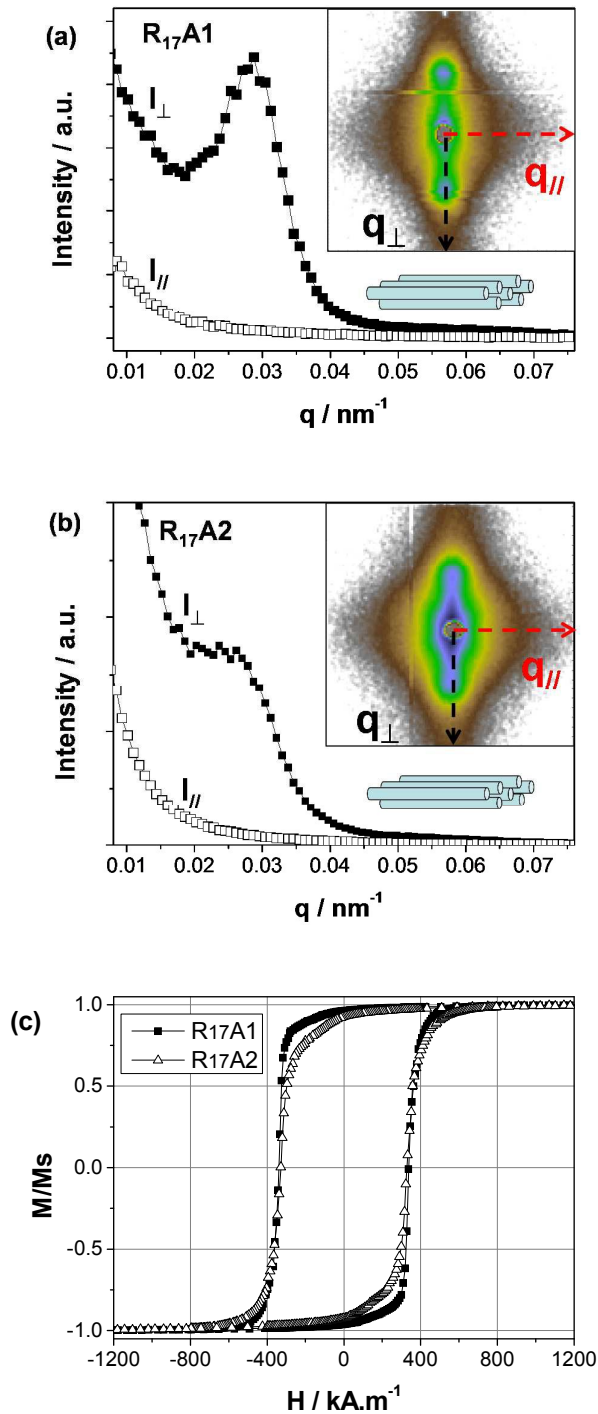 (a)
R₁₇A1
I⊥
I//
q⊥
q//
Intensity / a.u.
0.01 0.02 0.03 0.04 0.05 0.06 0.07
q / nm⁻¹
(b)
R₁₇A2
I⊥
I//
q⊥
q//
Intensity / a.u.
0.01 0.02 0.03 0.04 0.05 0.06 0.07
q / nm⁻¹
(c)
R17A1
R17A2
1.0
0.5
0.0
-0.5
-1.0
M/Ms
-1200 -800 -400 0 400 800 1200
H / kA.m⁻¹